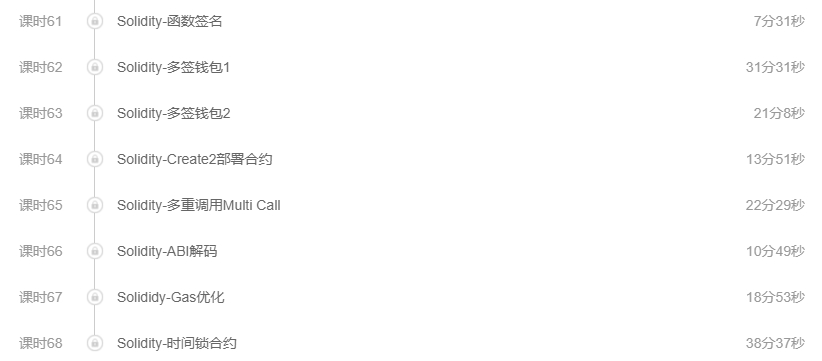 课时61 Solidity-函数签名 7分31秒
课时62 Solidity-多签钱包1 31分31秒
课时63 Solidity-多签钱包2 21分8秒
课时64 Solidity-Create2部署合约 13分51秒
课时65 Solidity-多重调用Multi Call 22分29秒
课时66 Solidity-ABI解码 10分49秒
课时67 Solididy-Gas优化 18分53秒
课时68 Solidity-时间锁合约 38分37秒